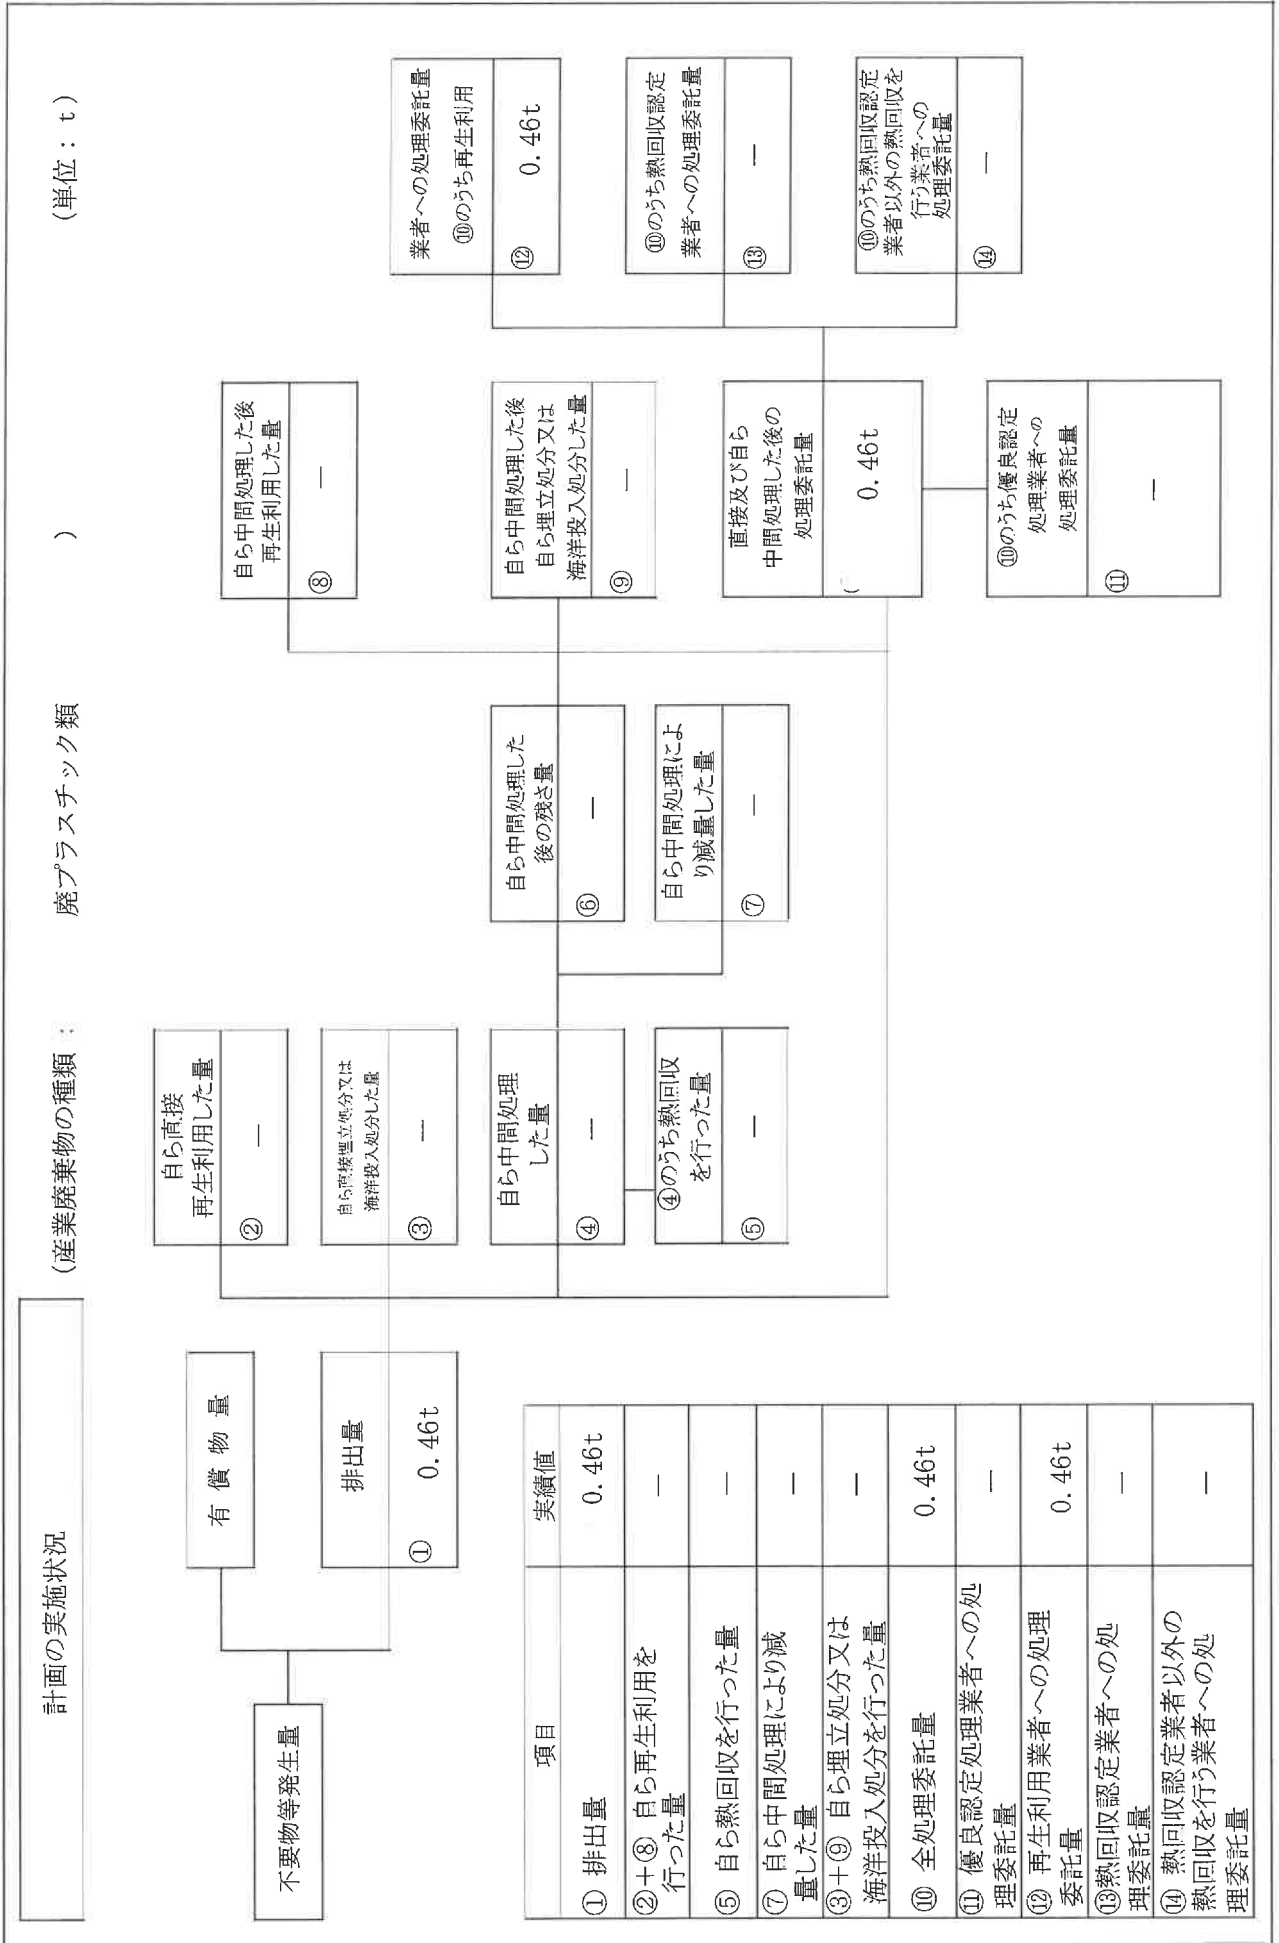 計画の実施状況
(産業廃棄物の種類 : 廃プラスチック類 ) (単位 : t)
不要物等発生量
有 償 物 量
排出量
① 0.46t
自ら直接
再生利用した量
② —
自ら直接埋立処分又は
海洋投入処分した量
③ —
自ら中間処理
した量
④ —
④のうち熱回収
を行った量
⑤ —
自ら中間処理した
後の残さ量
⑥ —
自ら中間処理によ
り減量した量
⑦ —
自ら中間処理した後
再生利用した量
⑧ —
自ら中間処理した後
自ら埋立処分又は
海洋投入処分した量
⑨ —
直接及び自ら
中間処理した後の
処理委託量
0.46t
⑩のうち優良認定
処理業者への
処理委託量
⑪ —
業者への処理委託量
⑩のうち再生利用
⑫ 0.46t
⑩のうち熱回収認定
業者への処理委託量
⑬ —
⑩のうち熱回収認定
業者以外の熱回収を
行う業者への
処理委託量
⑭ —
項目 実績値
① 排出量 0.46t
②+⑧ 自ら再生利用を
行った量 —
⑤ 自ら熱回収を行った量 —
⑦ 自ら中間処理により減
量した量 —
③+⑨ 自ら埋立処分又は
海洋投入処分を行った量 —
⑩ 全処理委託量 0.46t
⑪ 優良認定処理業者への処
理委託量 —
⑫ 再生利用業者への処理
委託量 0.46t
⑬熱回収認定業者への処
理委託量 —
⑭ 熱回収認定業者以外の
熱回収を行う業者への処
理委託量 —